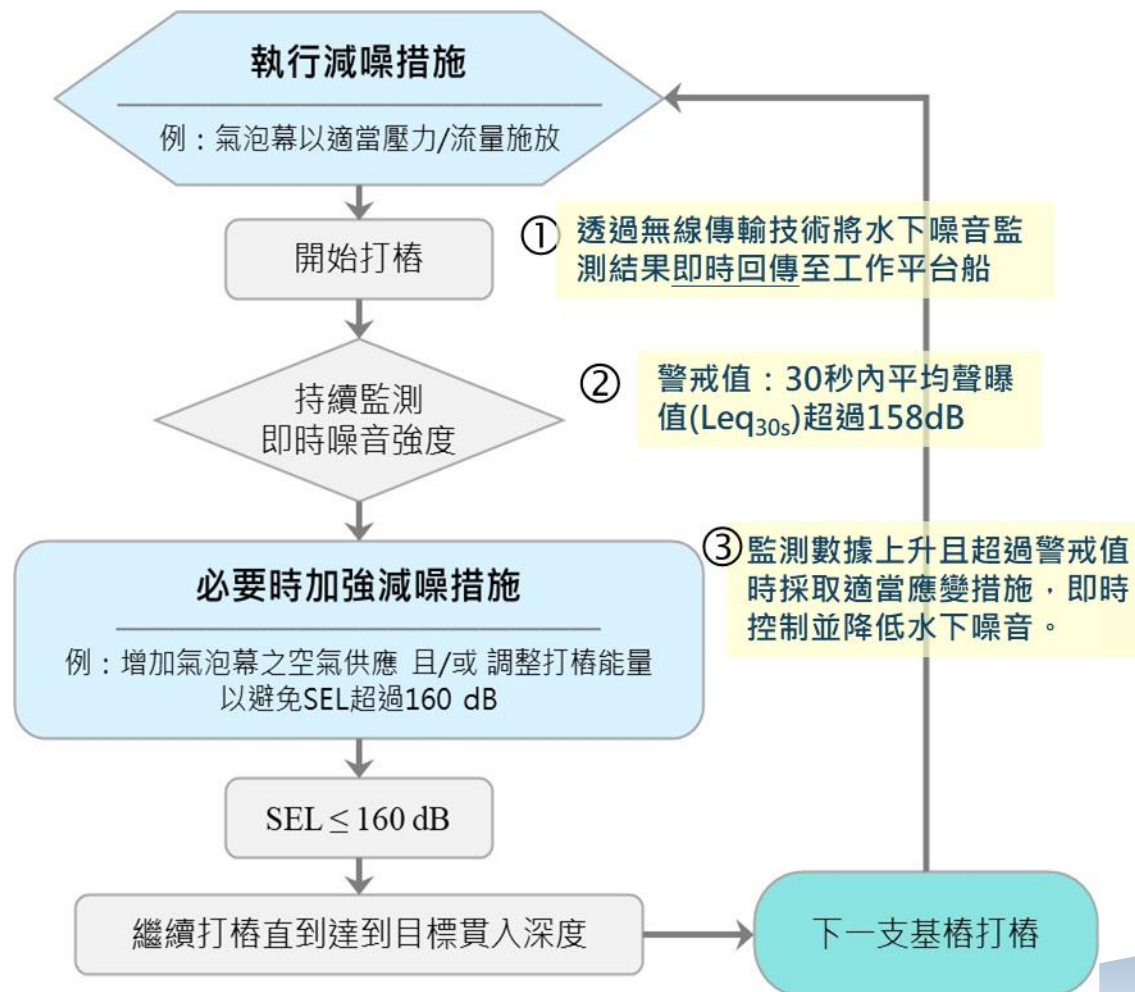 執行減噪措施
例：氣泡幕以適當壓力/流量施放
開始打樁
① 透過無線傳輸技術將水下噪音監
測結果即時回傳至工作平台船
持續監測
即時噪音強度
② 警戒值：30秒內平均聲曝
值(Leq30s)超過158dB
必要時加強減噪措施
例：增加氣泡幕之空氣供應 且/或 調整打樁能量
以避免SEL超過160 dB
③ 監測數據上升且超過警戒值
時採取適當應變措施，即時
控制並降低水下噪音。
SEL ≤ 160 dB
繼續打樁直到達到目標貫入深度
下一支基樁打樁